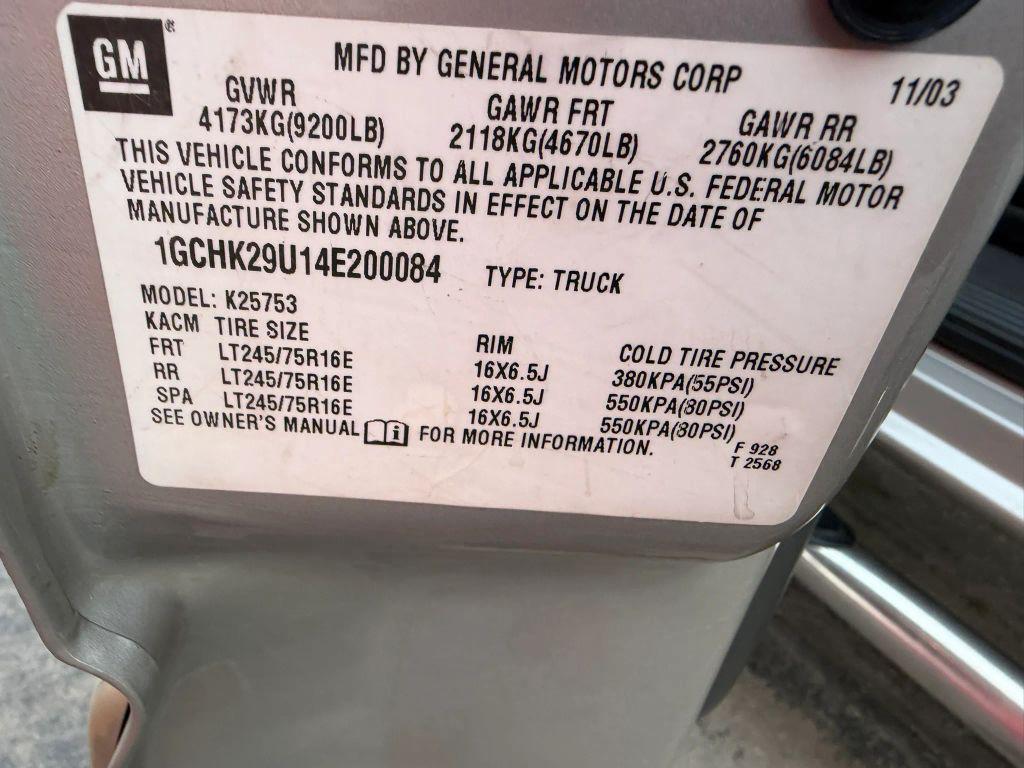 GM ®
MFD BY GENERAL MOTORS CORP 11/03
GVWR GAWR FRT GAWR RR
4173KG(9200LB) 2118KG(4670LB) 2760KG(6084LB)
THIS VEHICLE CONFORMS TO ALL APPLICABLE U.S. FEDERAL MOTOR
VEHICLE SAFETY STANDARDS IN EFFECT ON THE DATE OF
MANUFACTURE SHOWN ABOVE.
1GCHK29U14E200084 TYPE: TRUCK
MODEL: K25753
KACM TIRE SIZE RIM COLD TIRE PRESSURE
FRT LT245/75R16E 16X6.5J 380KPA(55PSI)
RR LT245/75R16E 16X6.5J 550KPA(80PSI)
SPA LT245/75R16E 16X6.5J 550KPA(80PSI)
SEE OWNER'S MANUAL i FOR MORE INFORMATION.
F 928
T 2568